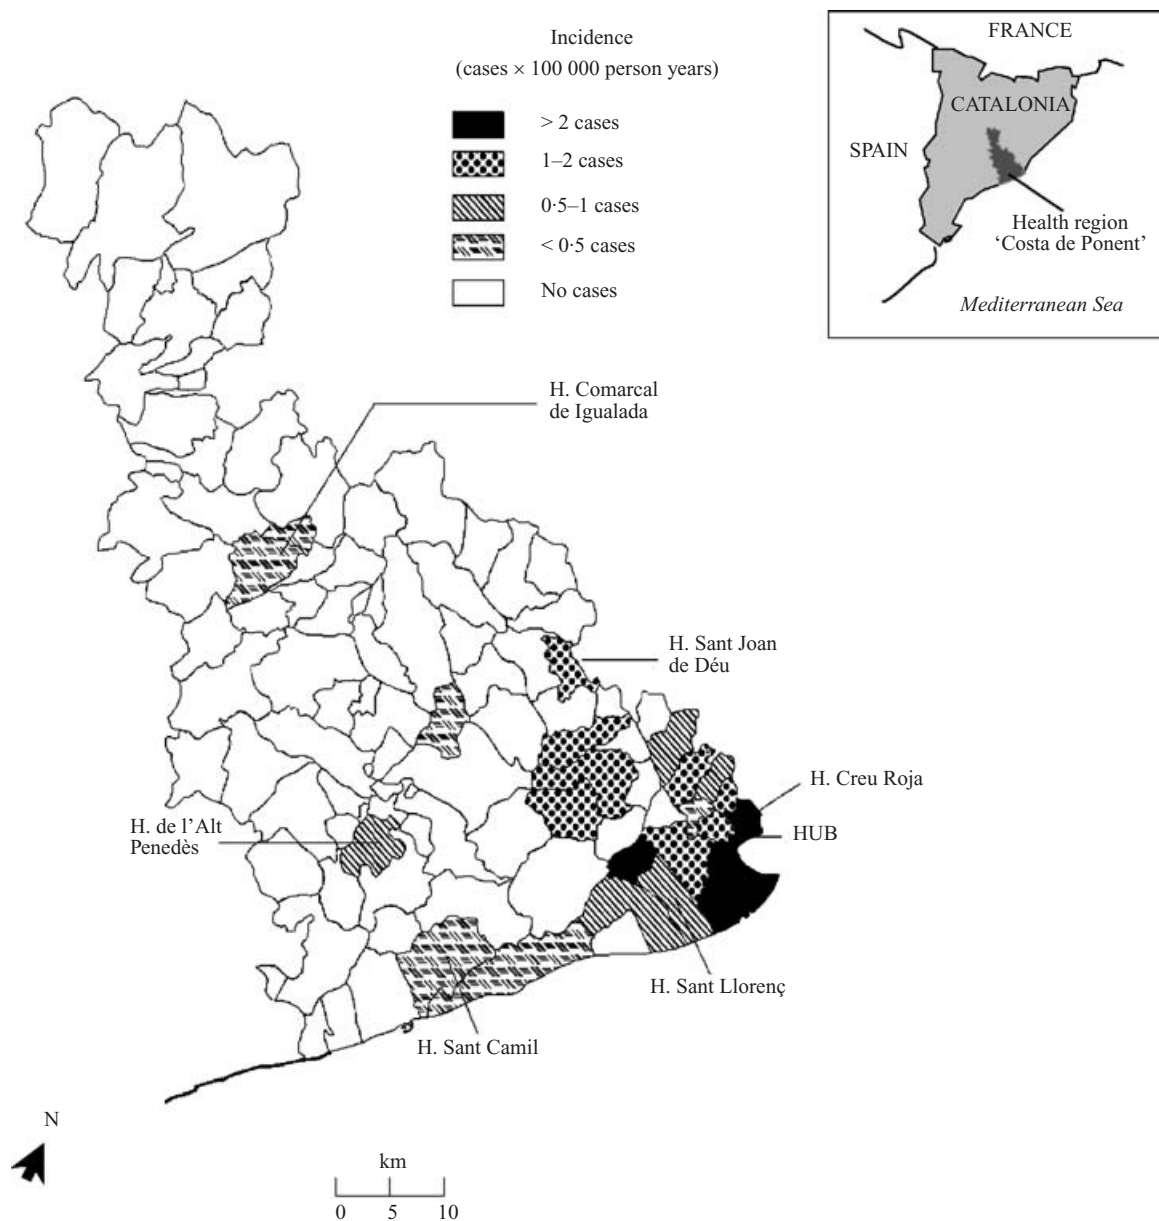 Incidence
(cases × 100 000 person years)
> 2 cases
1–2 cases
0·5–1 cases
< 0·5 cases
No cases
FRANCE
CATALONIA
SPAIN
Health region
‘Costa de Ponent’
Mediterranean Sea
H. Comarcal
de Igualada
H. Sant Joan
de Déu
H. Creu Roja
HUB
H. de l’Alt
Penedès
H. Sant Llorenç
H. Sant Camil
N
km
0 5 10